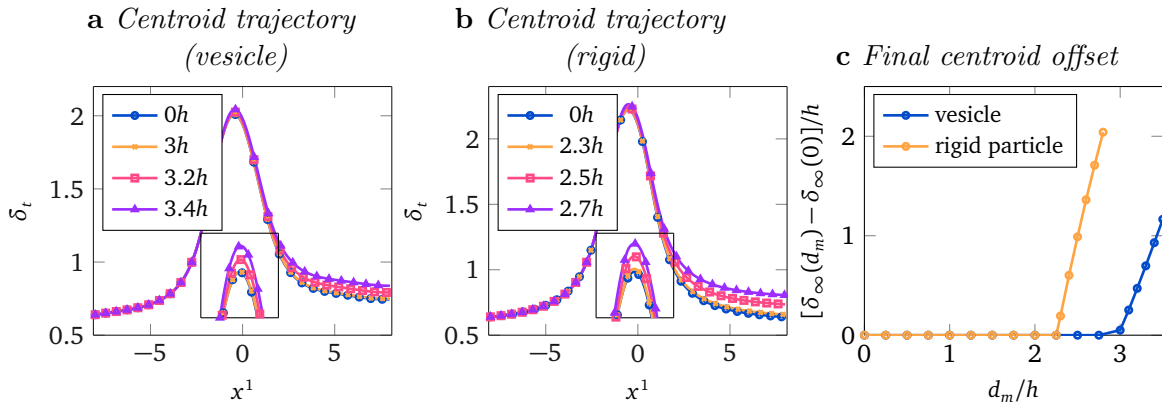 a Centroid trajectory
(vesicle)
δₜ
2
1.5
1
0.5
0h
3h
3.2h
3.4h
−5
0
5
x¹
b Centroid trajectory
(rigid)
δₜ
2
1.5
1
0.5
0h
2.3h
2.5h
2.7h
−5
0
5
x¹
c Final centroid offset
[δ∞(dₘ) − δ∞(0)]/h
2
1
0
vesicle
rigid particle
0
1
2
3
dₘ/h